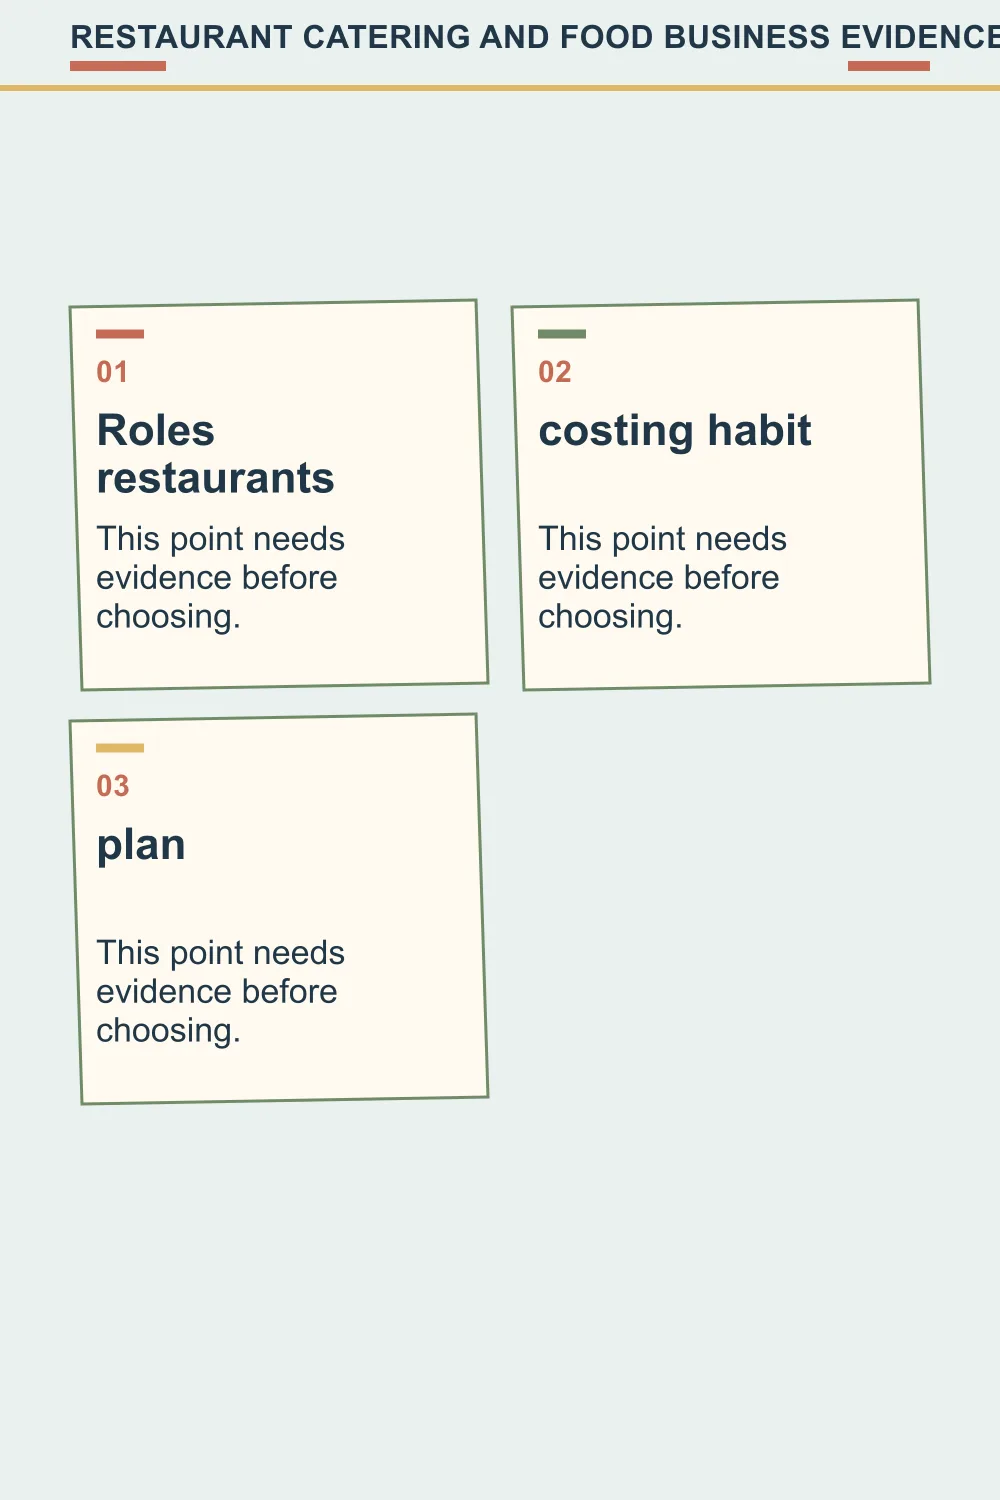 RESTAURANT CATERING AND FOOD BUSINESS EVIDENCE
01
Roles
restaurants
This point needs
evidence before
choosing.
02
costing habit
This point needs
evidence before
choosing.
03
plan
This point needs
evidence before
choosing.